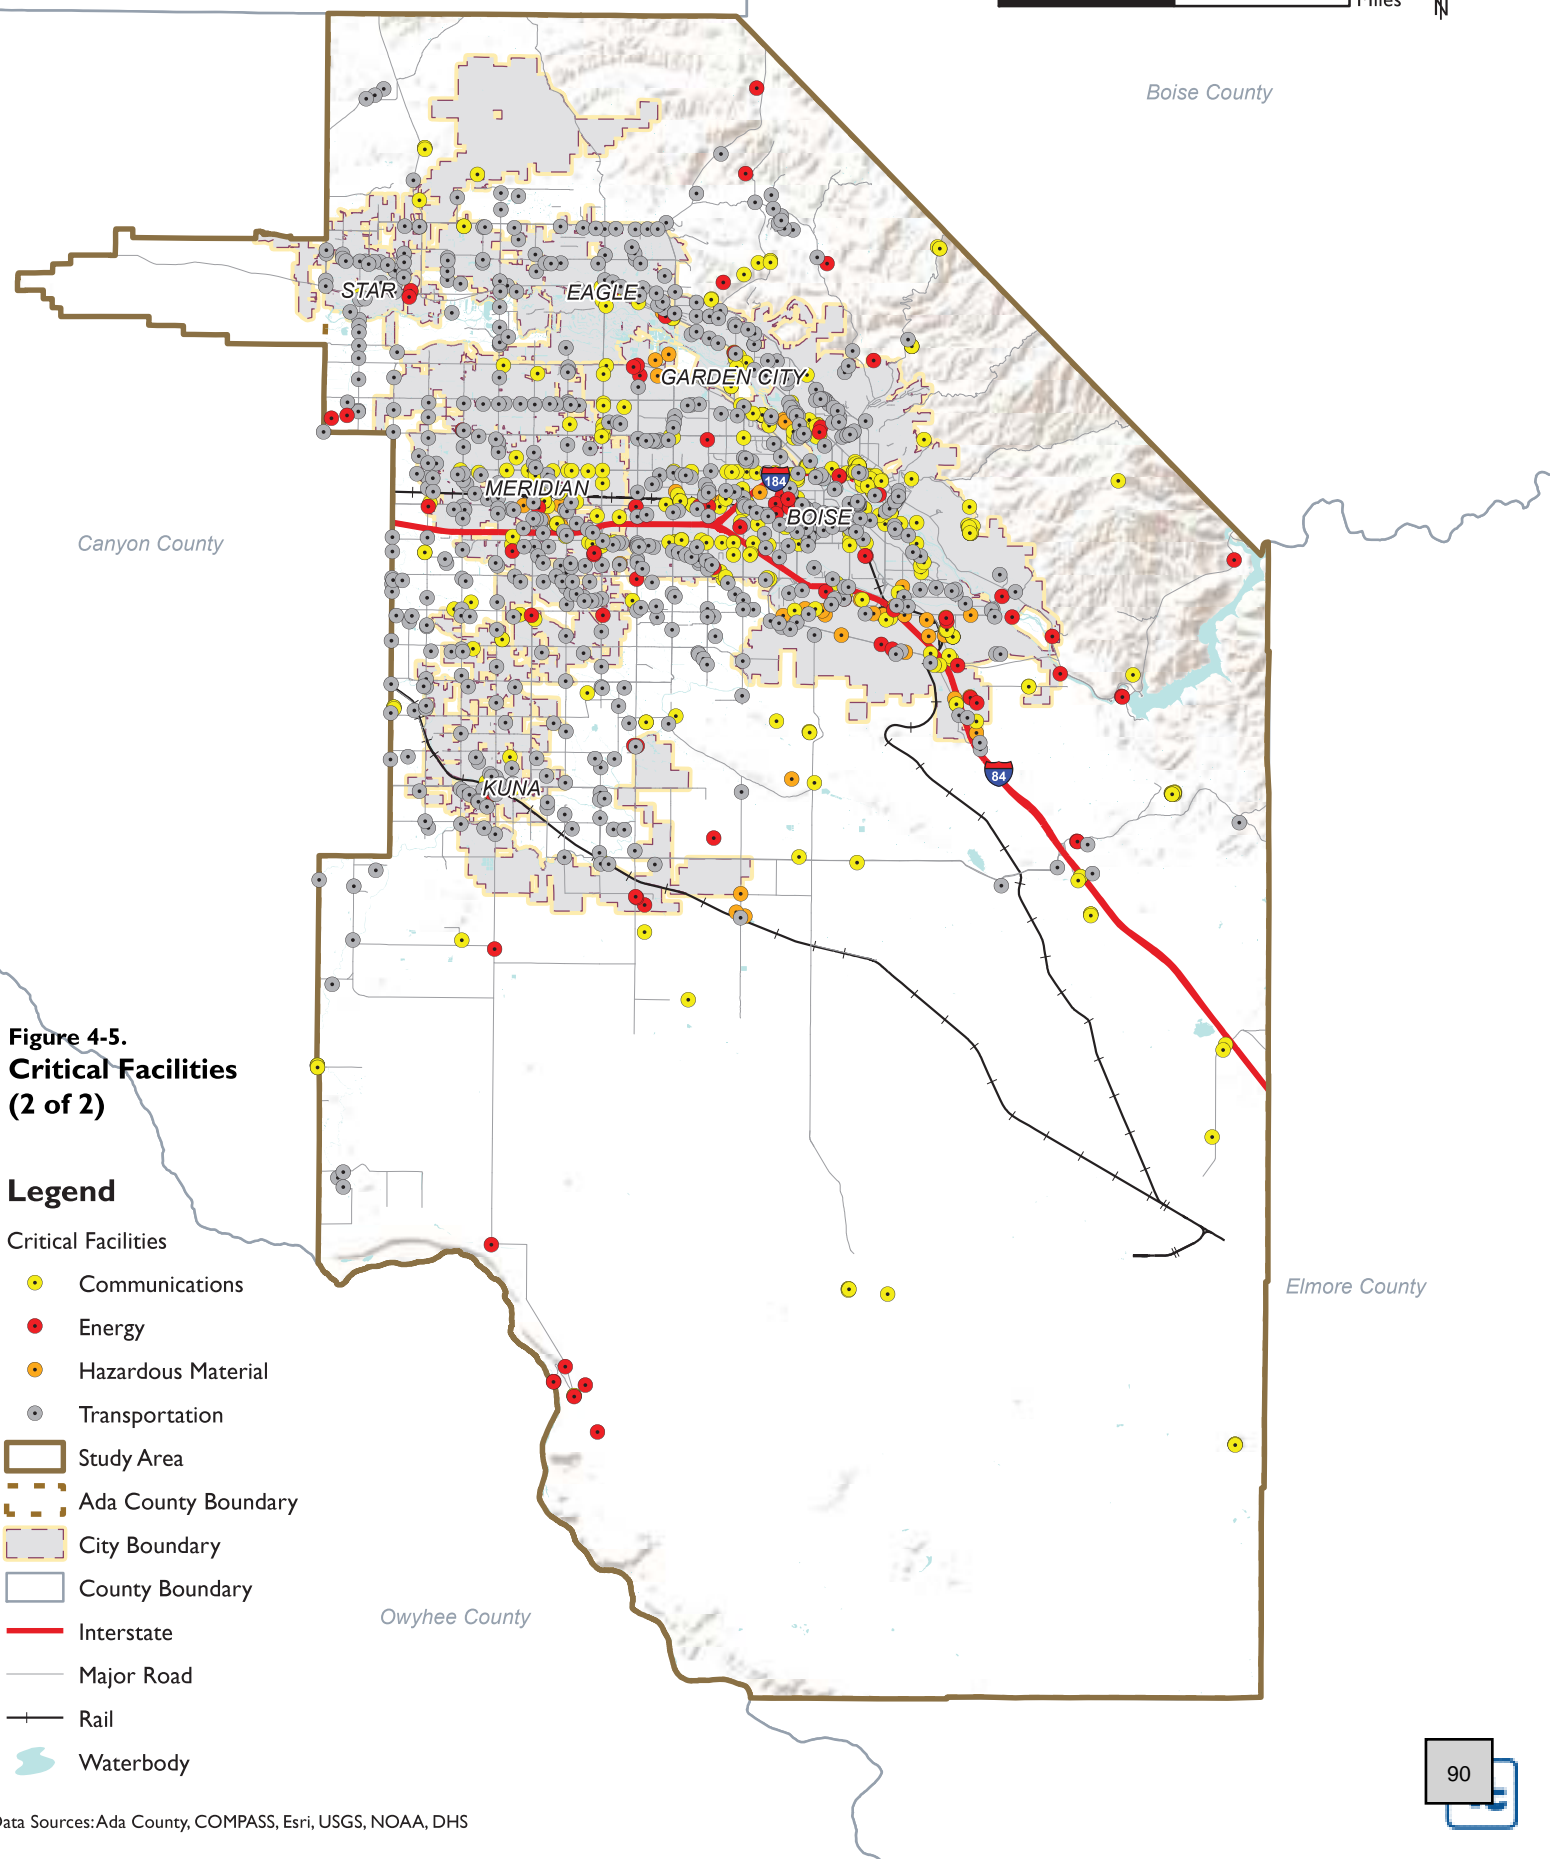 Miles N
Boise County
STAR
EAGLE
GARDEN CITY
184
MERIDIAN
BOISE
Canyon County
84
KUNA
Figure 4-5.
Critical Facilities
(2 of 2)
Legend
Critical Facilities
Communications
Energy
Elmore County
Hazardous Material
Transportation
Study Area
Ada County Boundary
City Boundary
County Boundary
Owyhee County
Interstate
Major Road
Rail
Waterbody
90
Data Sources: Ada County, COMPASS, Esri, USGS, NOAA, DHS